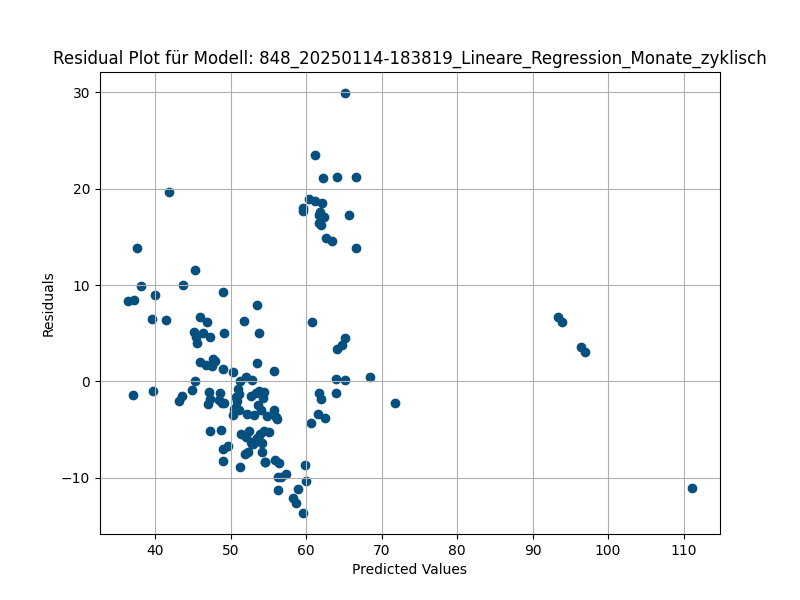 Residual Plot für Modell: 848_20250114-183819_Lineare_Regression_Monate_zyklisch
30
20
10
0
−10
Residuals
40 50 60 70 80 90 100 110
Predicted Values